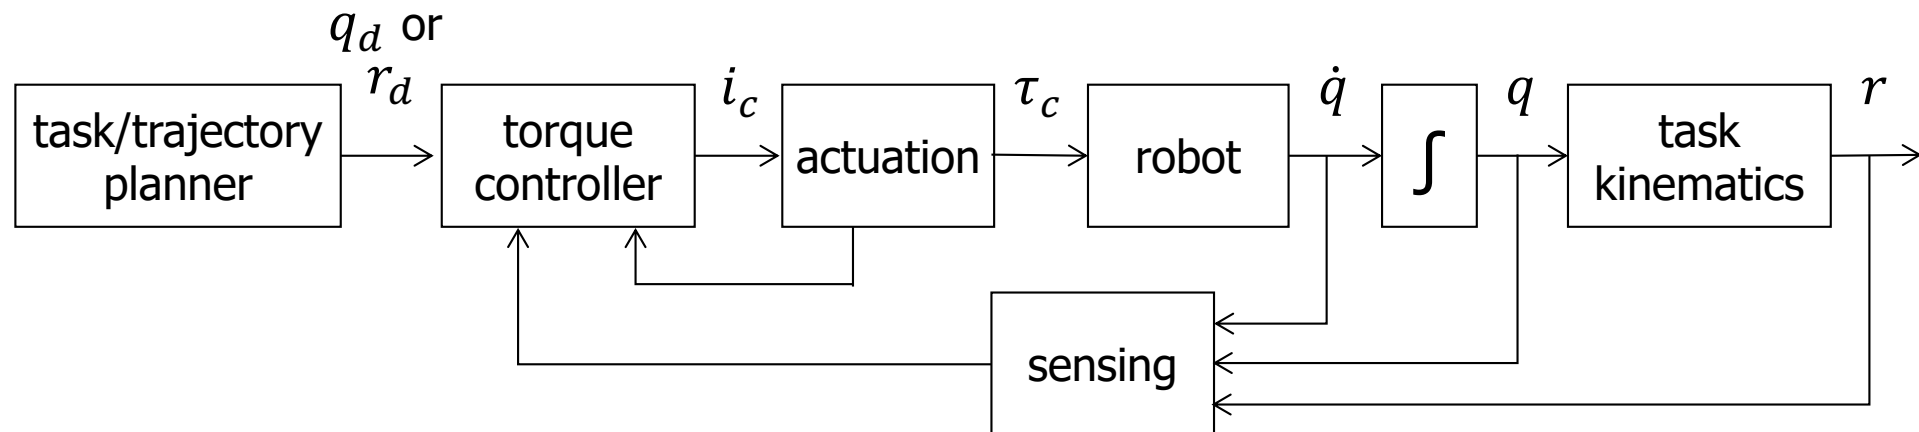 q_d or
r_d
task/trajectory
planner
torque
controller
i_c
actuation
τ_c
robot
q̇
∫
q
task
kinematics
r
sensing